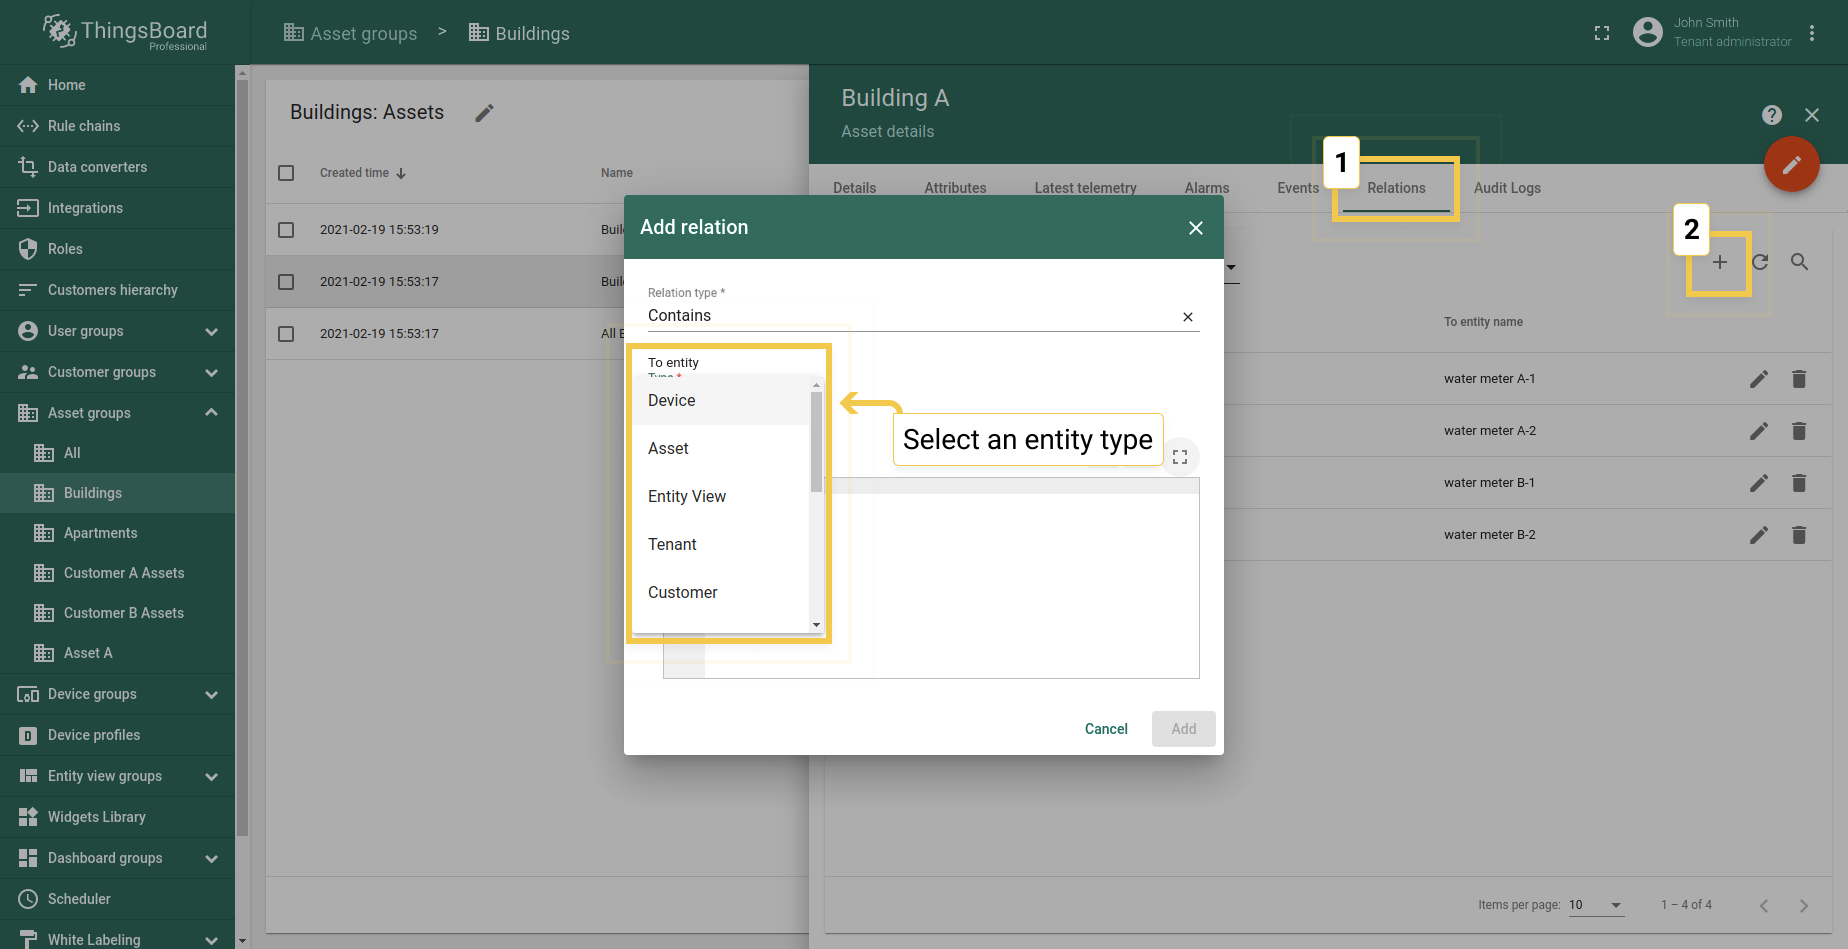 ThingsBoard
Professional
Asset groups > Buildings
John Smith
Tenant administrator
Home
Rule chains
Data converters
Integrations
Roles
Customers hierarchy
User groups
Customer groups
Asset groups
All
Buildings
Apartments
Customer A Assets
Customer B Assets
Asset A
Device groups
Device profiles
Entity view groups
Widgets Library
Dashboard groups
Scheduler
White Labeling
Buildings: Assets
Created time
Name
2021-02-19 15:53:19
2021-02-19 15:53:17
2021-02-19 15:53:17
All
Building A
Asset details
Details
Attributes
Latest telemetry
Alarms
Events
Relations
Audit Logs
1
2
To entity name
water meter A-1
water meter A-2
water meter B-1
water meter B-2
Items per page: 10
1 – 4 of 4
Add relation
Relation type *
Contains
To entity
Type *
Device
Asset
Entity View
Tenant
Customer
Select an entity type
Cancel
Add